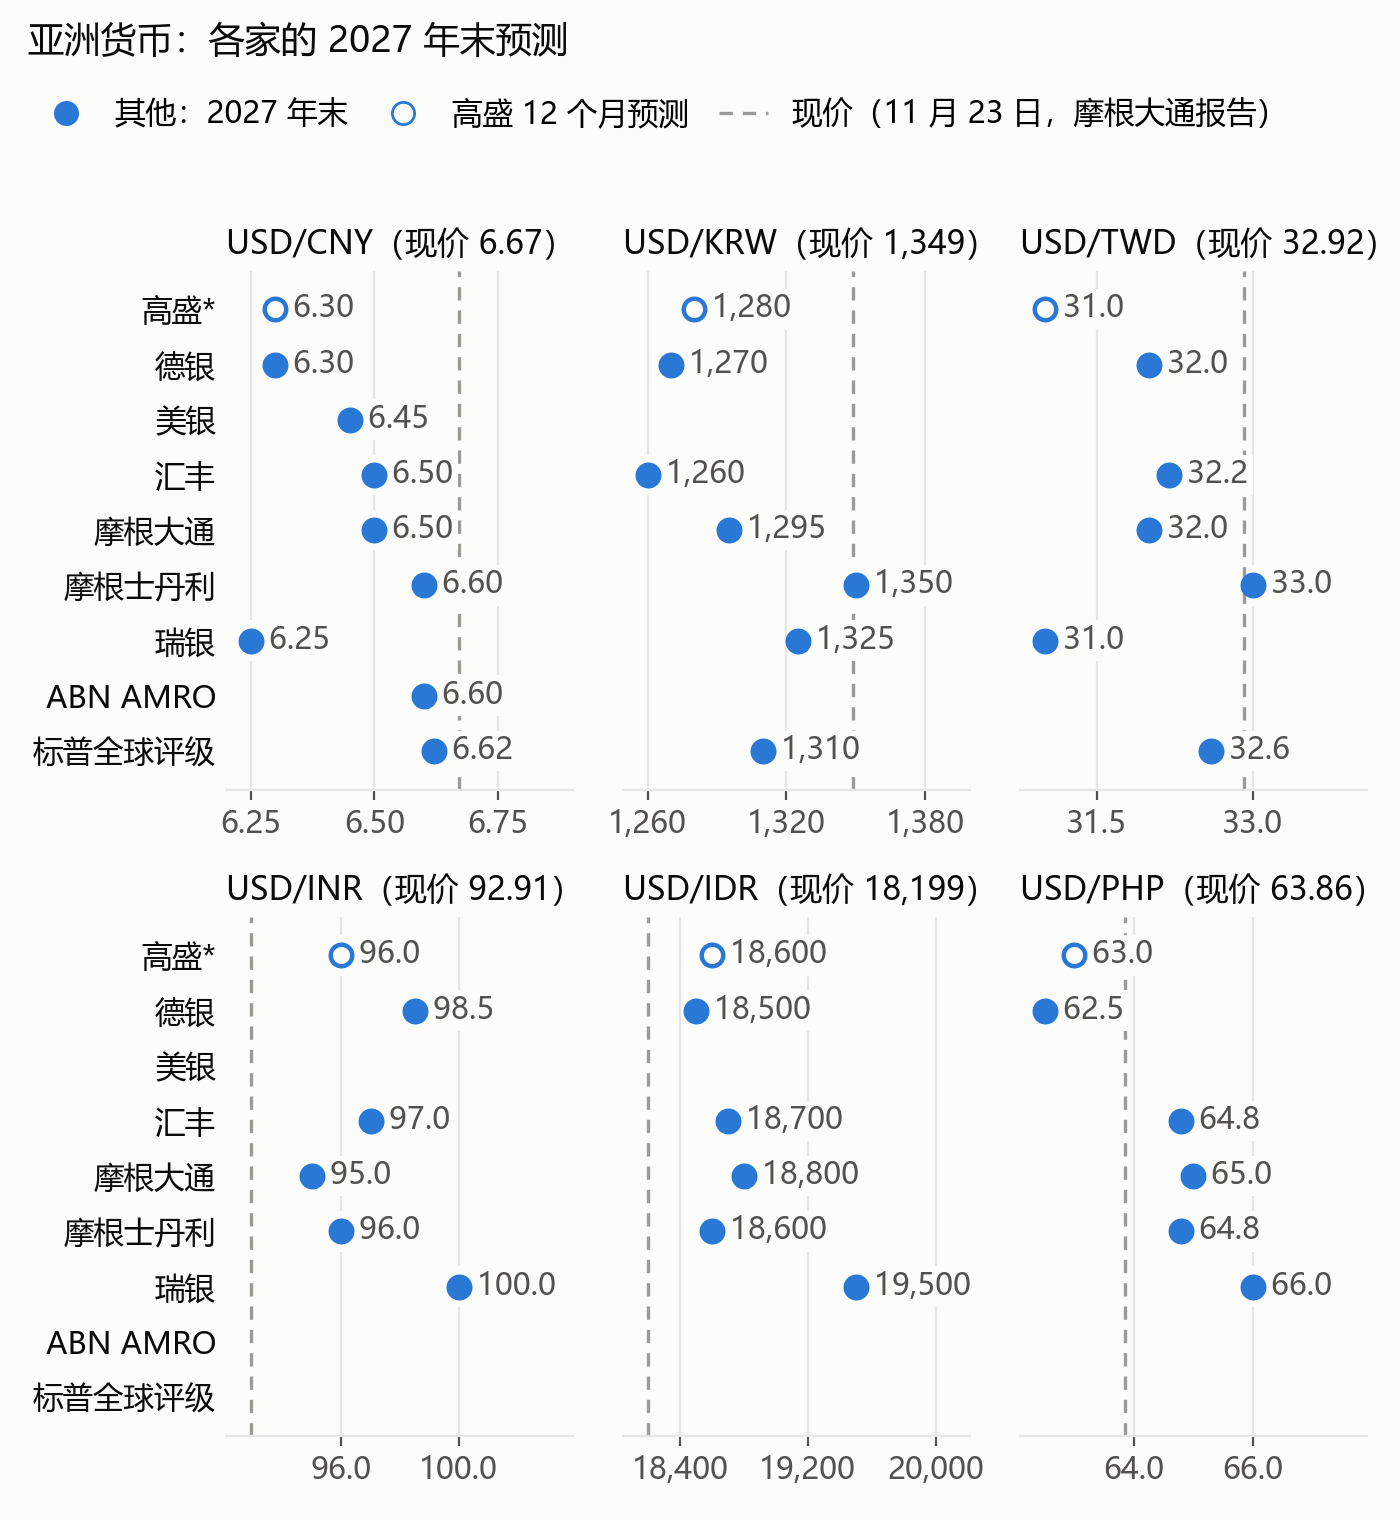 亚洲货币：各家的 2027 年末预测
其他：2027 年末 高盛 12 个月预测 现价（11 月 23 日，摩根大通报告）
USD/CNY（现价 6.67） USD/KRW（现价 1,349） USD/TWD（现价 32.92）
高盛* 6.30 1,280 31.0
德银 6.30 1,270 32.0
美银 6.45
汇丰 6.50 1,260 32.2
摩根大通 6.50 1,295 32.0
摩根士丹利 6.60 1,350 33.0
瑞银 6.25 1,325 31.0
ABN AMRO 6.60
标普全球评级 6.62 1,310 32.6
6.25 6.50 6.75 1,260 1,320 1,380 31.5 33.0
USD/INR（现价 92.91） USD/IDR（现价 18,199） USD/PHP（现价 63.86）
高盛* 96.0 18,600 63.0
德银 98.5 18,500 62.5
美银
汇丰 97.0 18,700 64.8
摩根大通 95.0 18,800 65.0
摩根士丹利 96.0 18,600 64.8
瑞银 100.0 19,500 66.0
ABN AMRO
标普全球评级
96.0 100.0 18,400 19,200 20,000 64.0 66.0